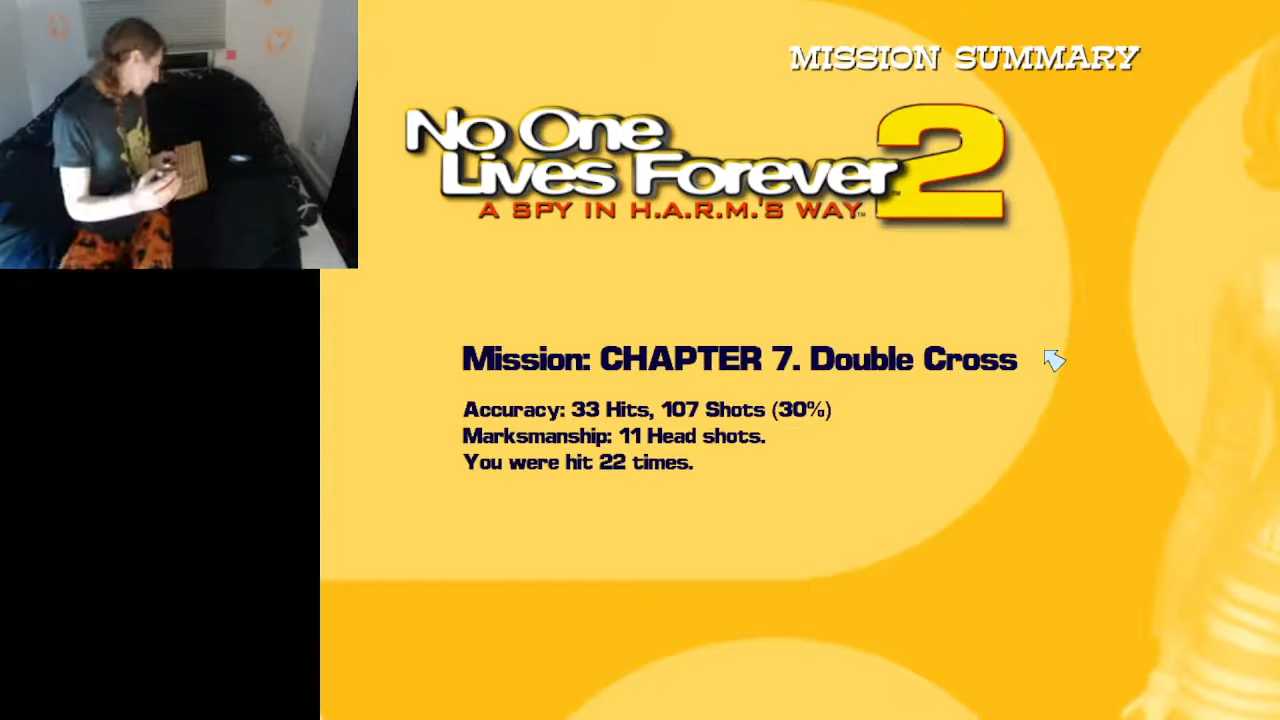 MISSION SUMMARY
No One
Lives Forever 2
A SPY IN H.A.R.M.'S WAY
Mission: CHAPTER 7. Double Cross
Accuracy: 33 Hits, 107 Shots (30%)
Marksmanship: 11 Head shots.
You were hit 22 times.